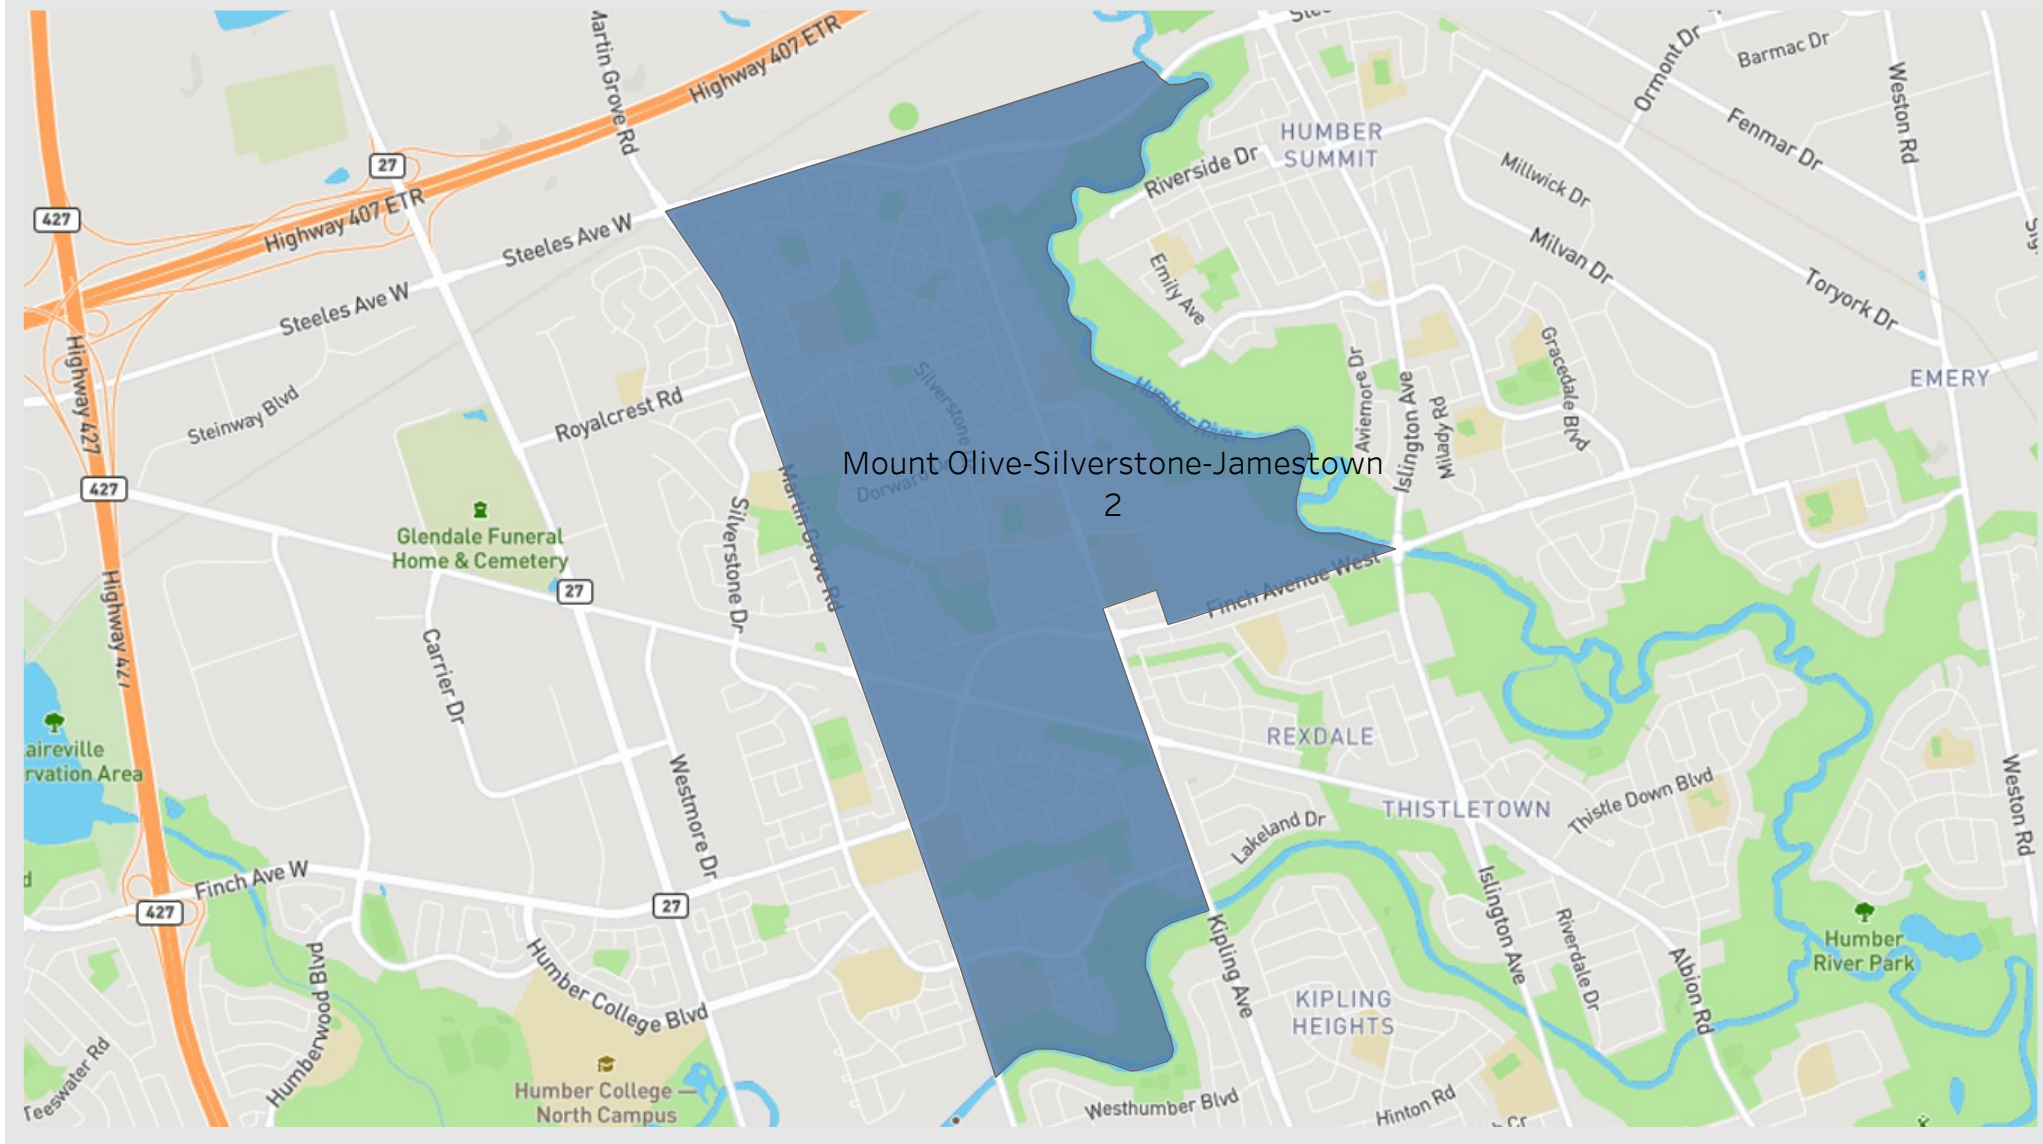 Martin Grove Rd
Highway 407 ETR
Ormont Dr
Barmac Dr
Weston Rd
Fenmar Dr
HUMBER
SUMMIT
27
Riverside Dr
Millwick Dr
427
Highway 407 ETR
Steeles Ave W
Milvan Dr
Emily Ave
Toryork Dr
Steeles Ave W
Highway 427
Gracedale Blvd
Aviemore Dr
Islington Ave
Milady Rd
EMERY
Steinway Blvd
Royalcrest Rd
Silverstone
Humber River
Mount Olive-Silverstone-Jamestown
2
427
Martin Grove Rd
Silverstone Dr
Glendale Funeral
Home & Cemetery
27
Finch Avenue West
Highway 427
Carrier Dr
REXDALE
aireville
rvation Area
Westmore Dr
THISTLETOWN
Thistle Down Blvd
Lakeland Dr
Weston Rd
Finch Ave W
427
27
Islington Ave
Kipling Ave
Riverdale Dr
Albion Rd
Humber
River Park
Humberwood Blvd
Humber College Blvd
KIPLING
HEIGHTS
Teeswater Rd
Humber College —
North Campus
Westhumber Blvd
Hinton Rd